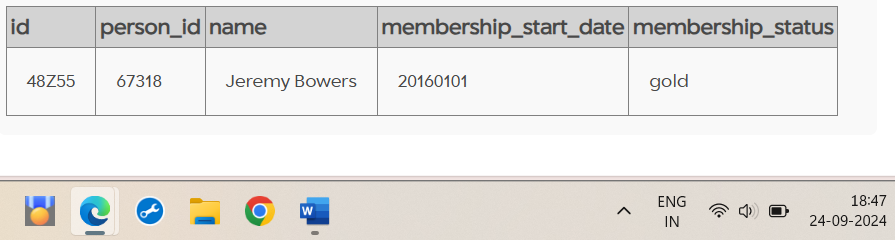 id person_id name membership_start_date membership_status
48Z55 67318 Jeremy Bowers 20160101 gold
W ENG 18:47
IN 24-09-2024